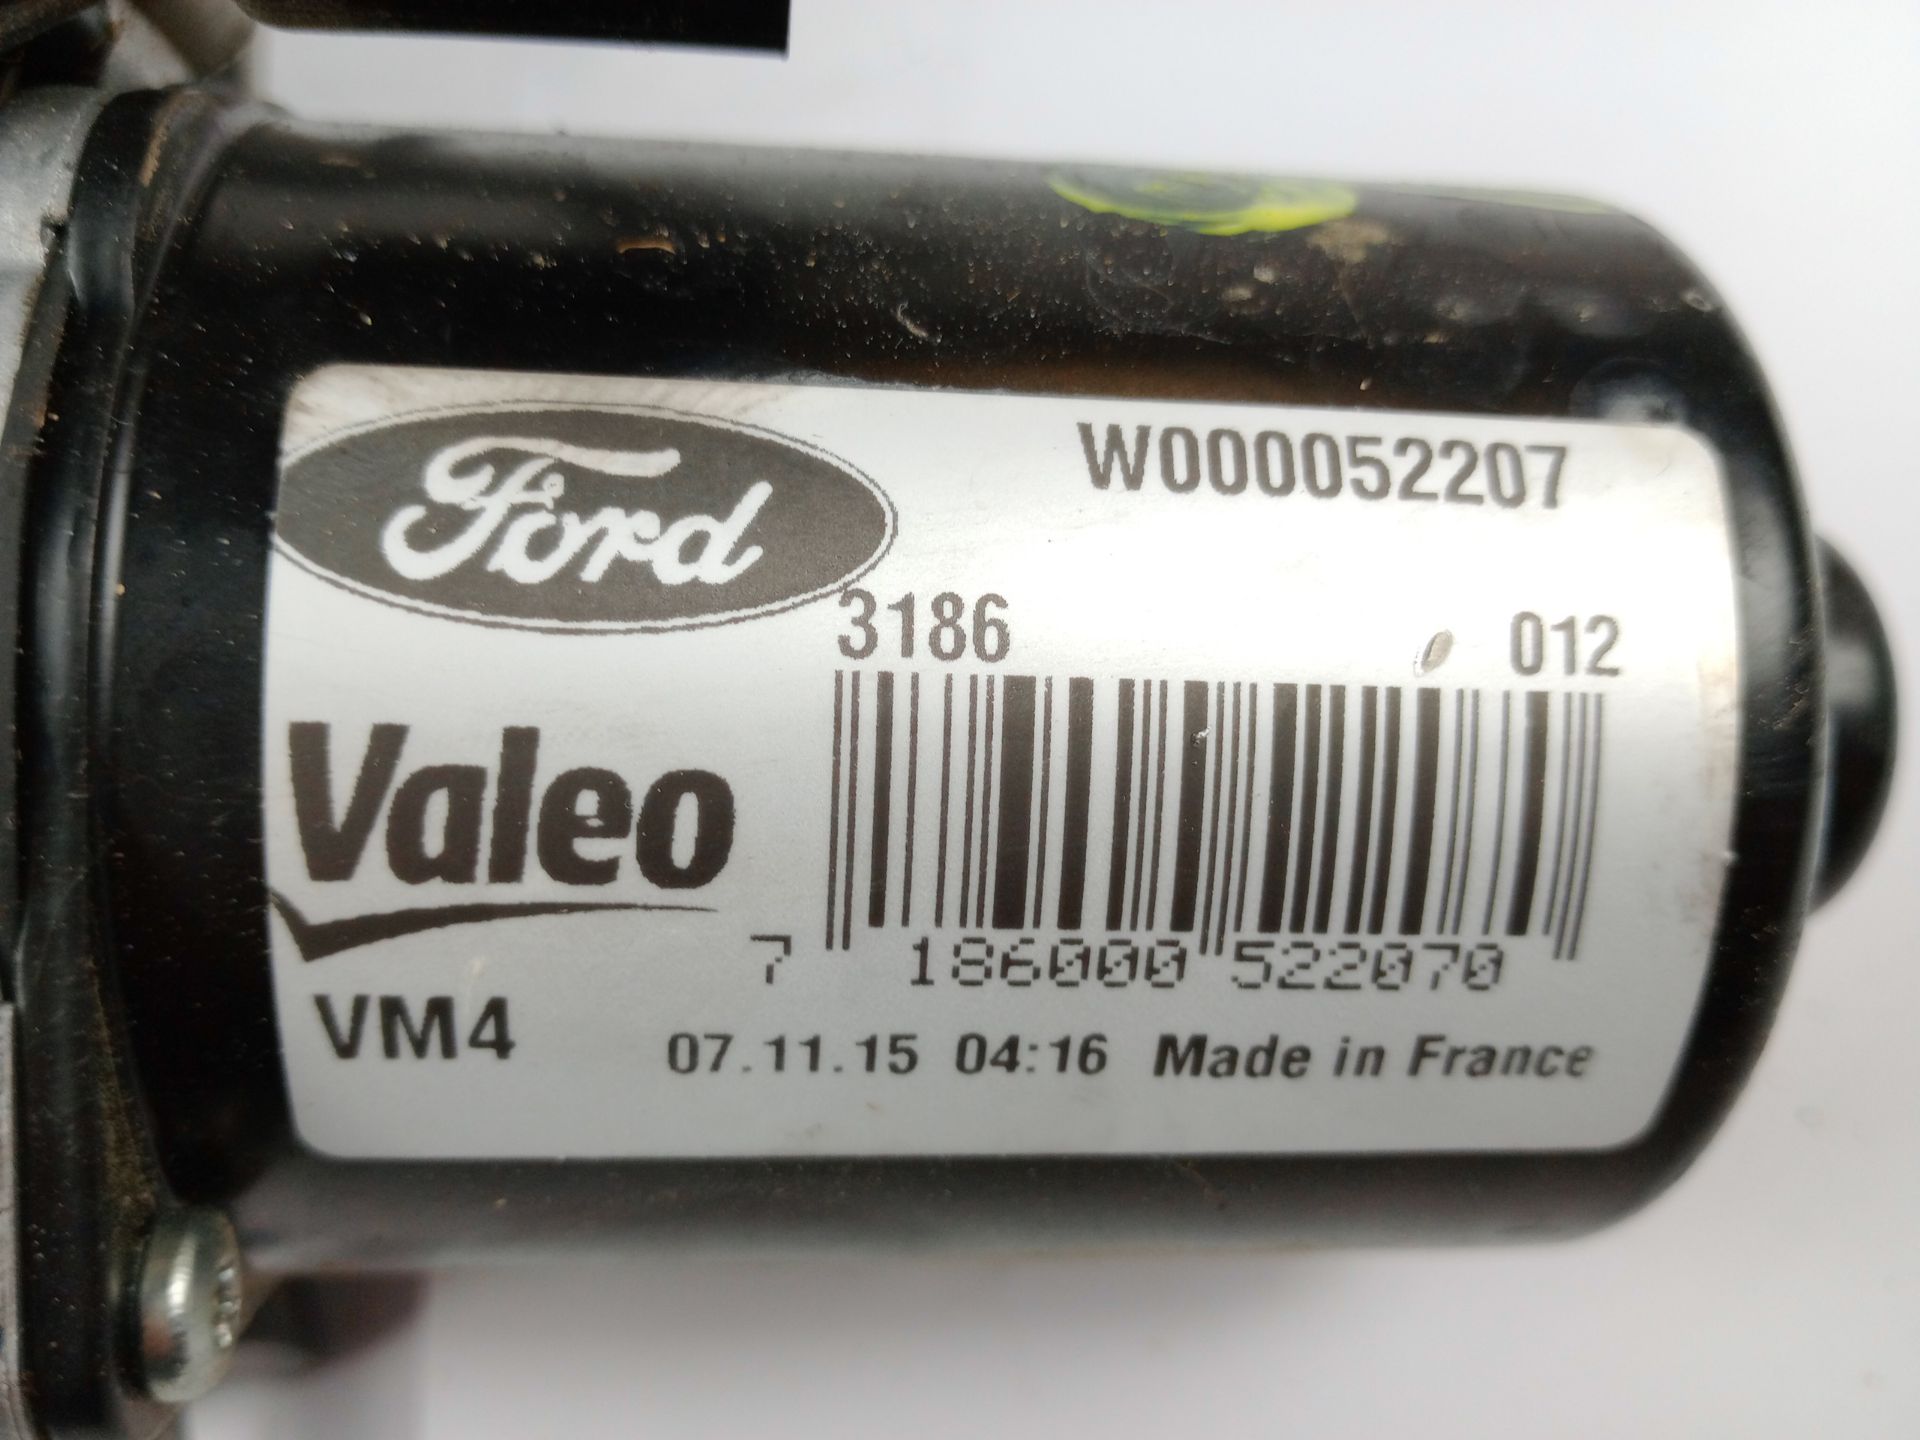 Ford
W000052207
3186
012
Valeo
7 186000 522070
VM4
07.11.15 04:16 Made in France